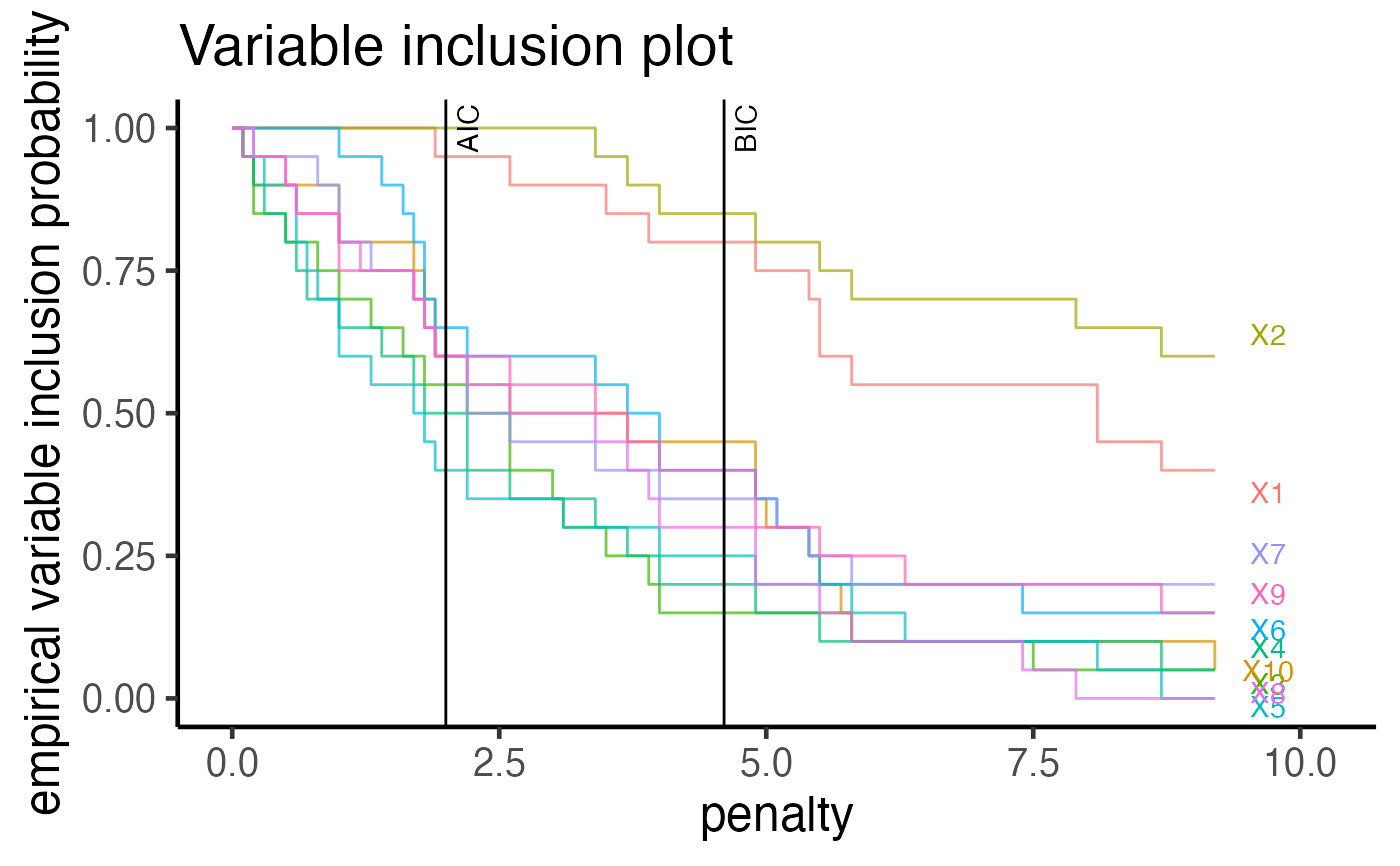 Variable inclusion plot
empirical variable inclusion probability
1.00
0.75
0.50
0.25
0.00
AIC
BIC
X2
X1
X7
X9
X6
X4
X10
X3
X8
X5
0.0
2.5
5.0
7.5
10.0
penalty